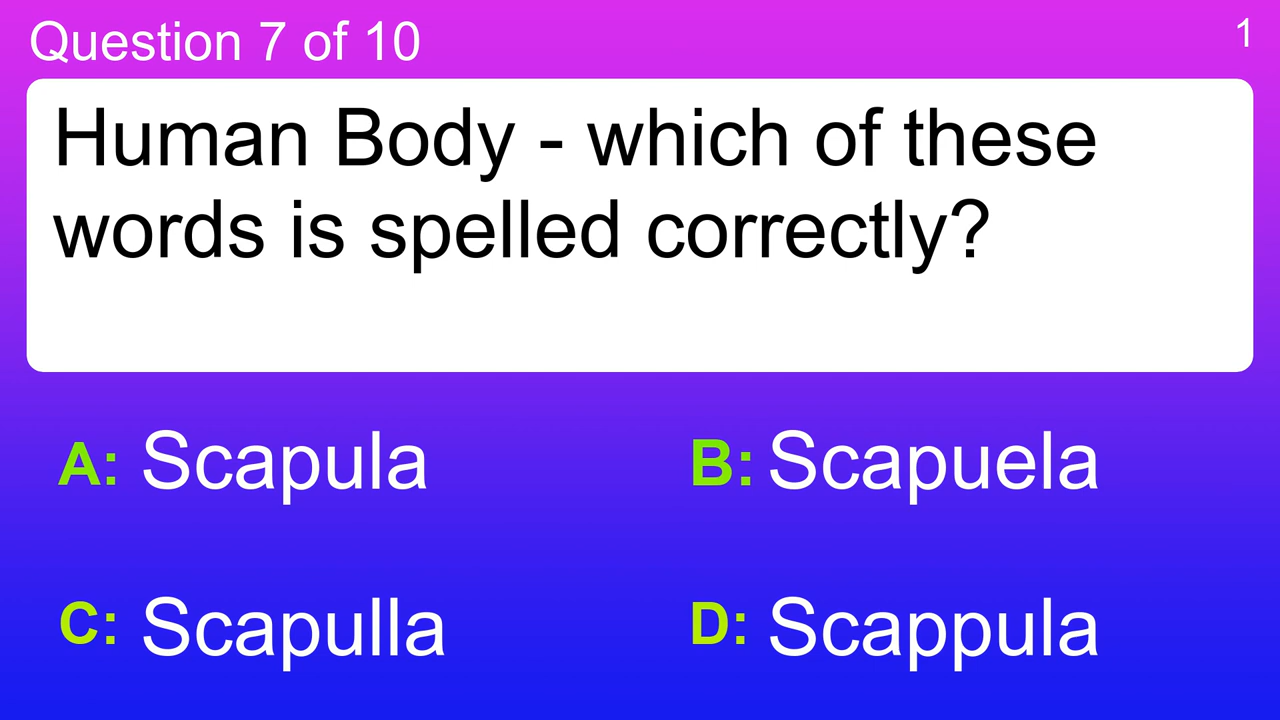 Question 7 of 10
1
Human Body - which of these
words is spelled correctly?
A: Scapula
B: Scapuela
C: Scapulla
D: Scappula